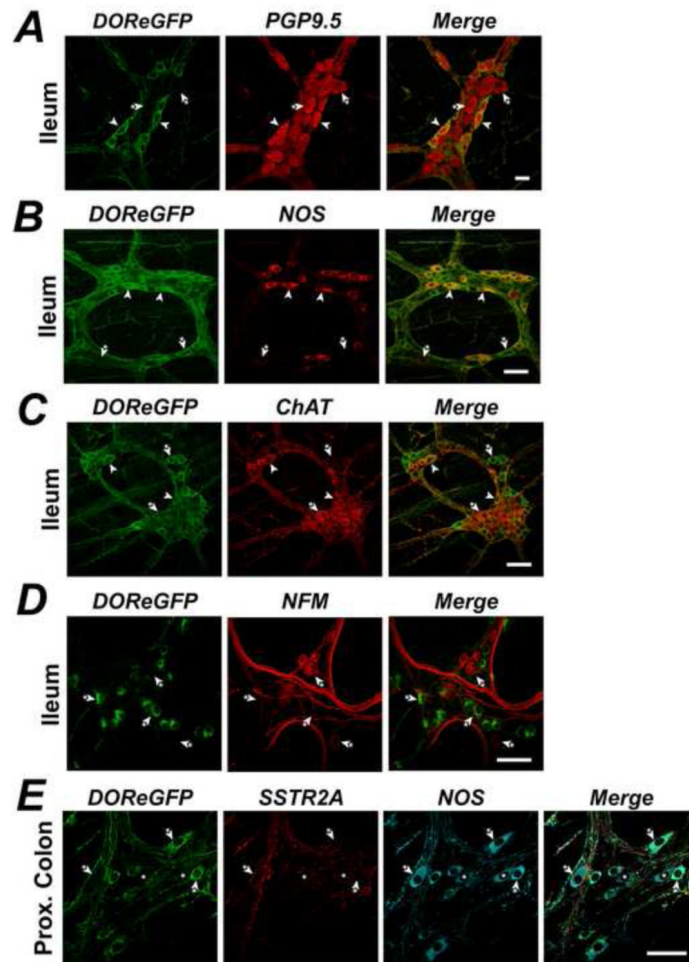 A DOReGFP PGP9.5 Merge
Ileum
B DOReGFP NOS Merge
Ileum
C DOReGFP ChAT Merge
Ileum
D DOReGFP NFM Merge
Ileum
E DOReGFP SSTR2A NOS Merge
Prox. Colon